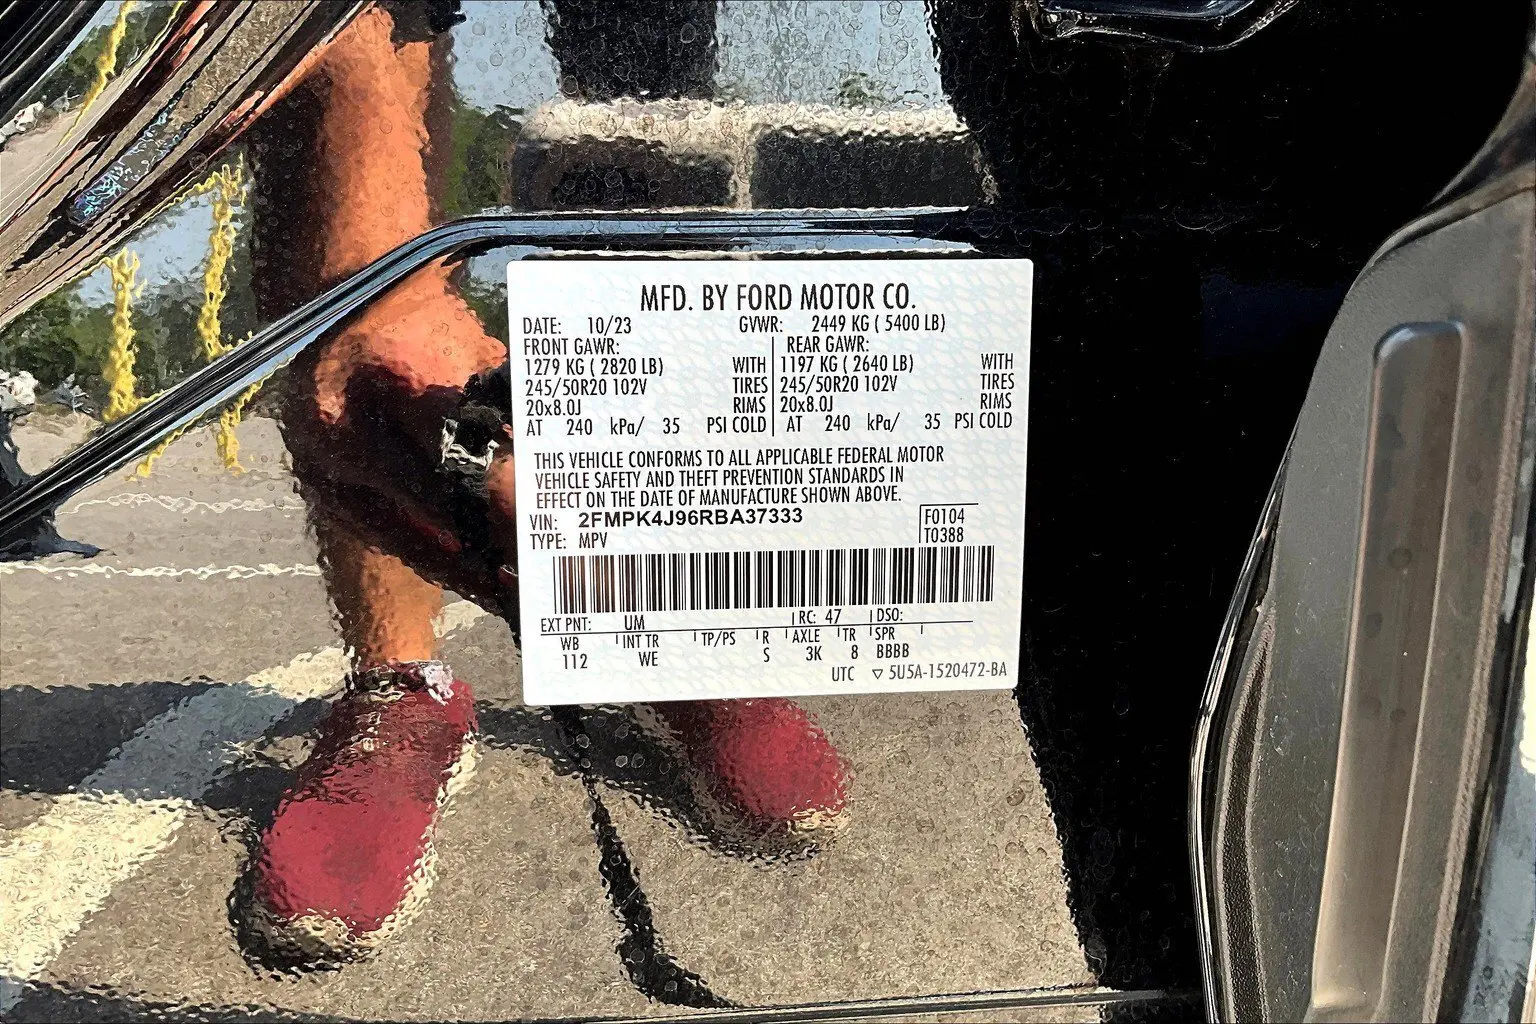 MFD. BY FORD MOTOR CO.
DATE: 10/23 GVWR: 2449 KG ( 5400 LB)
FRONT GAWR: REAR GAWR:
1279 KG ( 2820 LB) WITH 1197 KG ( 2640 LB) WITH
245/50R20 102V TIRES 245/50R20 102V TIRES
20x8.0J RIMS 20x8.0J RIMS
AT 240 kPa/ 35 PSI COLD AT 240 kPa/ 35 PSI COLD
THIS VEHICLE CONFORMS TO ALL APPLICABLE FEDERAL MOTOR
VEHICLE SAFETY AND THEFT PREVENTION STANDARDS IN
EFFECT ON THE DATE OF MANUFACTURE SHOWN ABOVE.
VIN: 2FMPK4J96RBA37333 F0104
TYPE: MPV T0388
EXT PNT: UM RC: 47 DSO:
WB INT TR TP/PS R AXLE TR SPR
112 WE S 3K 8 BBBB
UTC ▽ 5U5A-1520472-BA